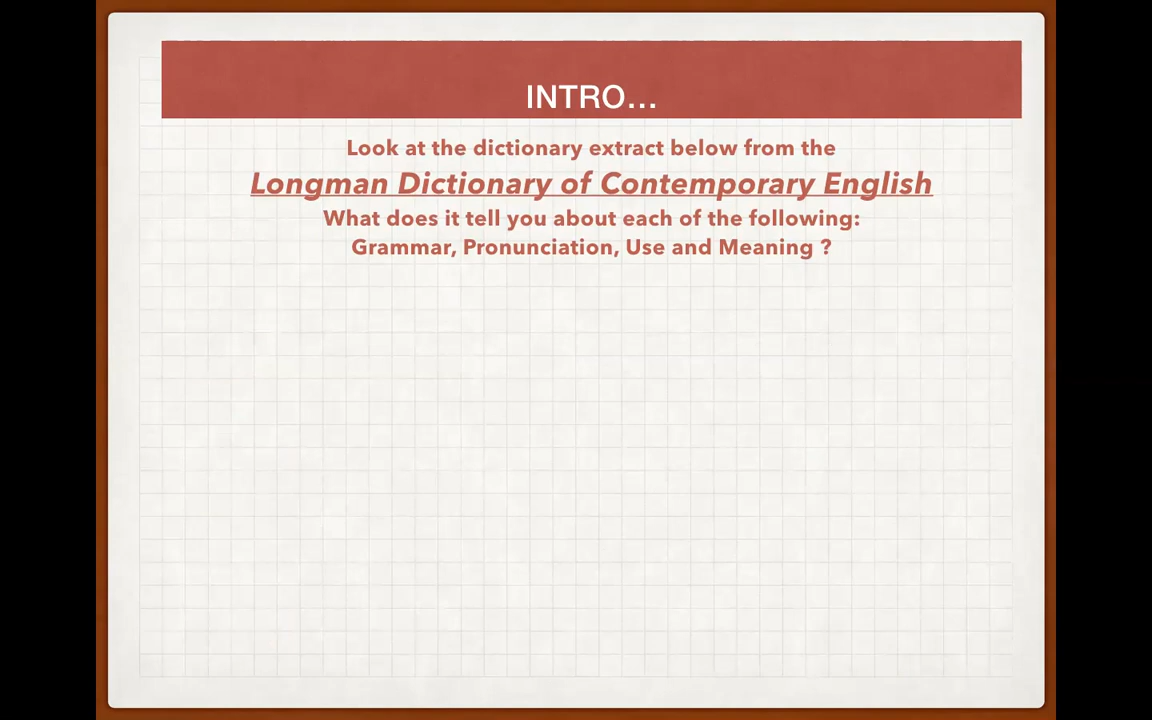 INTRO...
Look at the dictionary extract below from the
Longman Dictionary of Contemporary English
What does it tell you about each of the following:
Grammar, Pronunciation, Use and Meaning ?